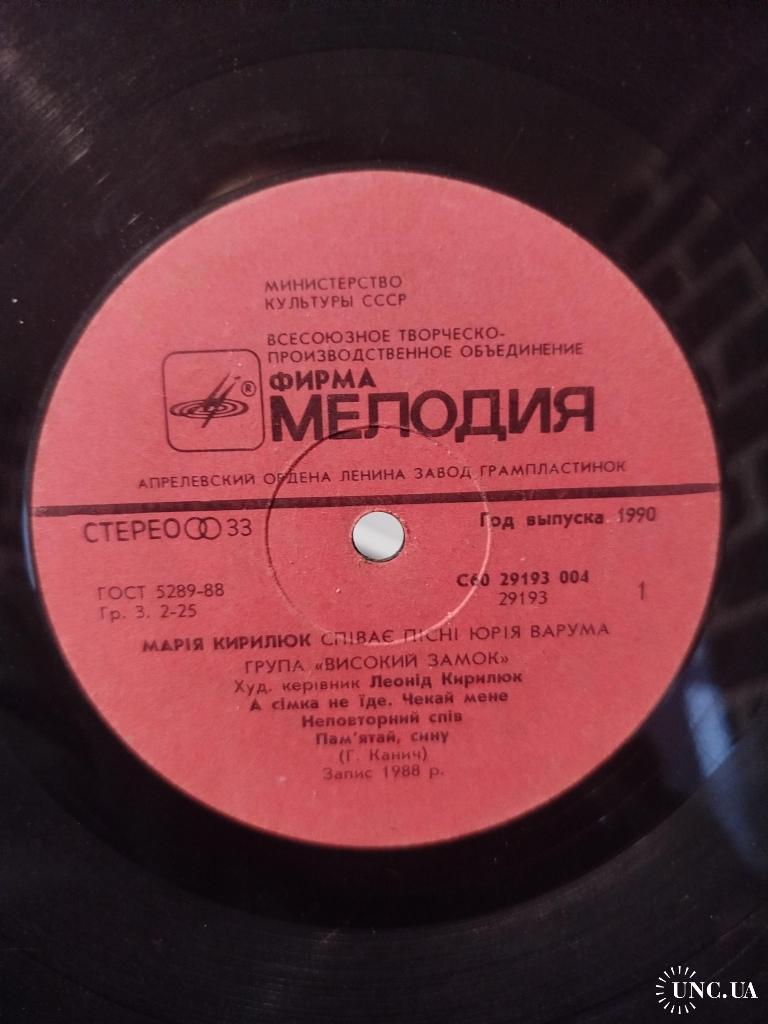 МИНИСТЕРСТВО
КУЛЬТУРЫ СССР
ВСЕСОЮЗНОЕ ТВОРЧЕСКО-
ПРОИЗВОДСТВЕННОЕ ОБЪЕДИНЕНИЕ
®
ФИРМА
МЕЛОДИЯ
АПРЕЛЕВСКИЙ ОРДЕНА ЛЕНИНА ЗАВОД ГРАМПЛАСТИНОК
СТЕРЕО 33
Год выпуска 1990
ГОСТ 5289-88
Гр. 3. 2-25
С60 29193 004
29193
1
МАРІЯ КИРИЛЮК СПІВАЄ ПІСНІ ЮРІЯ ВАРУМА
ГРУПА «ВИСОКИЙ ЗАМОК»
Худ. керівник Леонід Кирилюк
А сімка не їде. Чекай мене
Неповторний спів
Пам'ятай, сину
(Г. Канич)
Запис 1988 р.
UNC.UA